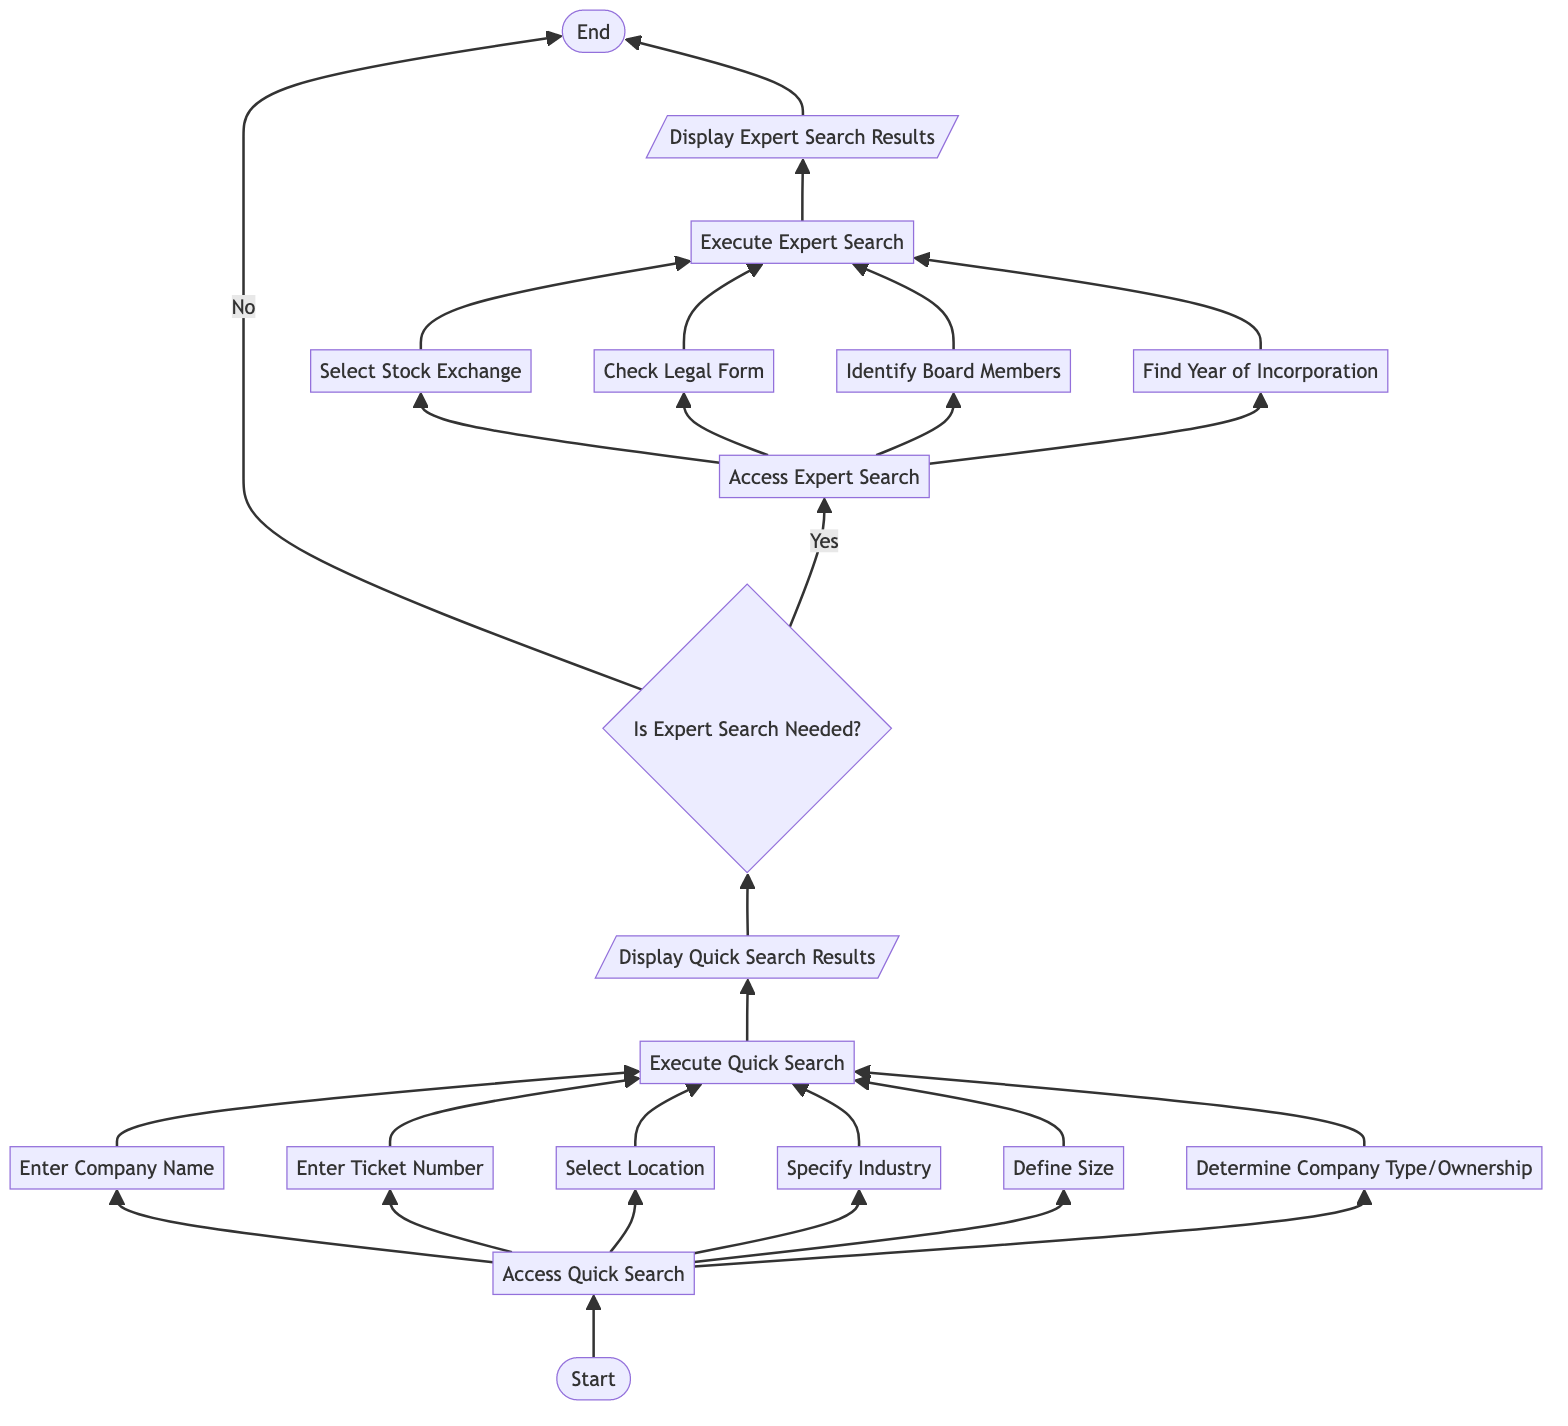 End
Display Expert Search Results
Execute Expert Search
No
Select Stock Exchange
Check Legal Form
Identify Board Members
Find Year of Incorporation
Access Expert Search
Yes
Is Expert Search Needed?
Display Quick Search Results
Execute Quick Search
Enter Company Name
Enter Ticket Number
Select Location
Specify Industry
Define Size
Determine Company Type/Ownership
Access Quick Search
Start